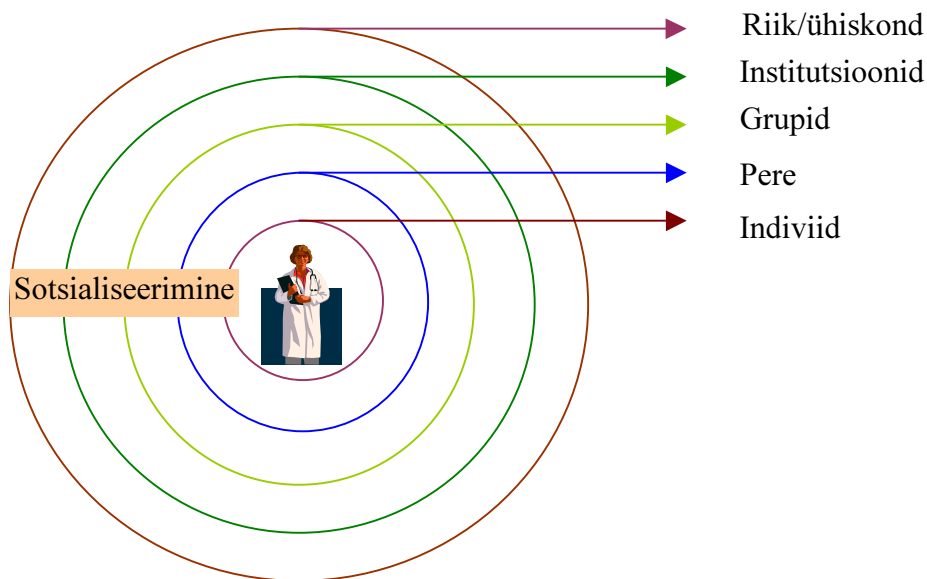 Riik/ühiskond
Institutsioonid
Grupid
Pere
Indiviid
Sotsialiseerimine